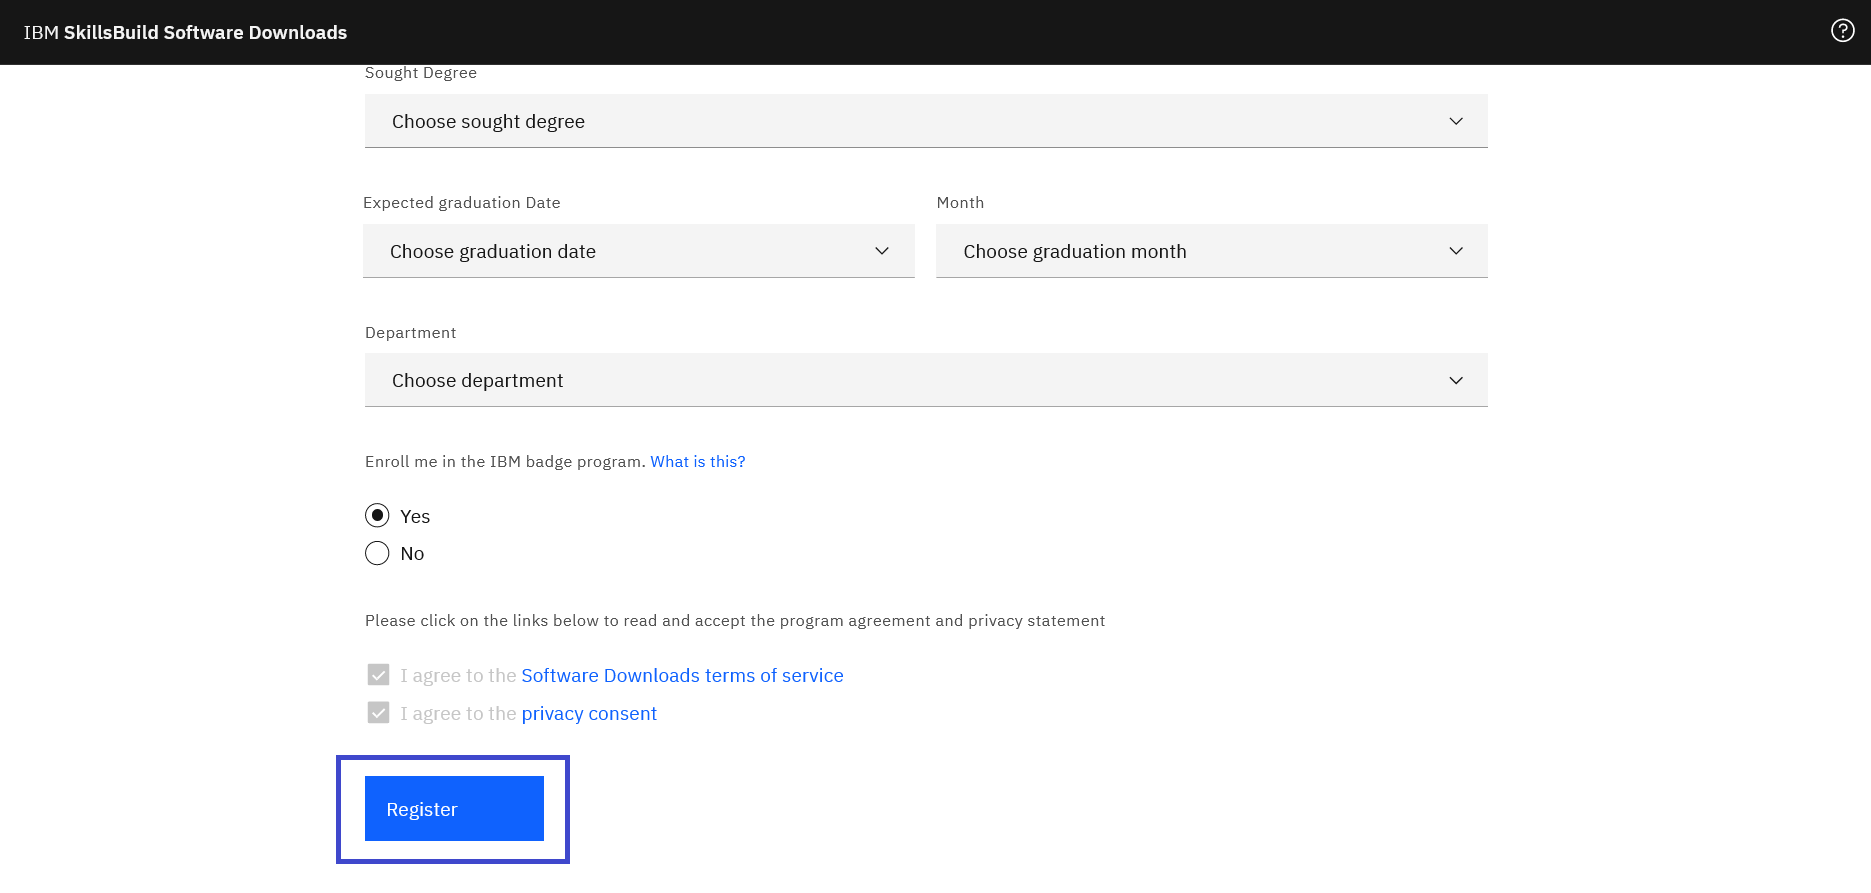 IBM SkillsBuild Software Downloads
Sought Degree
Choose sought degree
Expected graduation Date
Month
Choose graduation date
Choose graduation month
Department
Choose department
Enroll me in the IBM badge program. What is this?
Yes
No
Please click on the links below to read and accept the program agreement and privacy statement
I agree to the Software Downloads terms of service
I agree to the privacy consent
Register